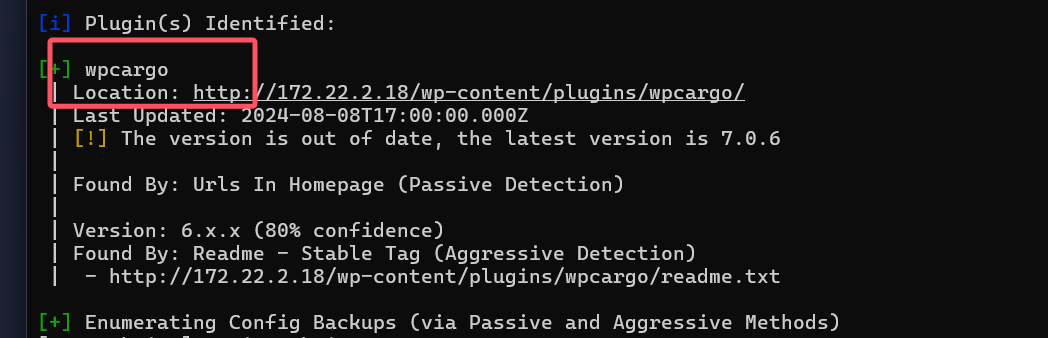 [i] Plugin(s) Identified:
[+] wpcargo
| Location: http://172.22.2.18/wp-content/plugins/wpcargo/
| Last Updated: 2024-08-08T17:00:00.000Z
| [!] The version is out of date, the latest version is 7.0.6
|
| Found By: Urls In Homepage (Passive Detection)
|
| Version: 6.x.x (80% confidence)
| Found By: Readme - Stable Tag (Aggressive Detection)
|  - http://172.22.2.18/wp-content/plugins/wpcargo/readme.txt
[+] Enumerating Config Backups (via Passive and Aggressive Methods)